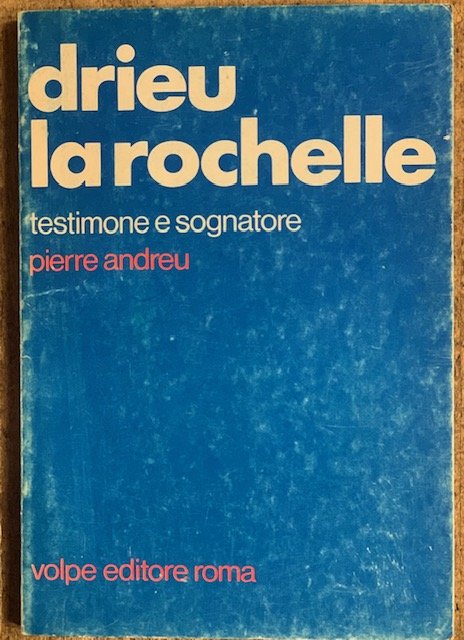 drieu
la rochelle
testimone e sognatore
pierre andreu
volpe editore roma